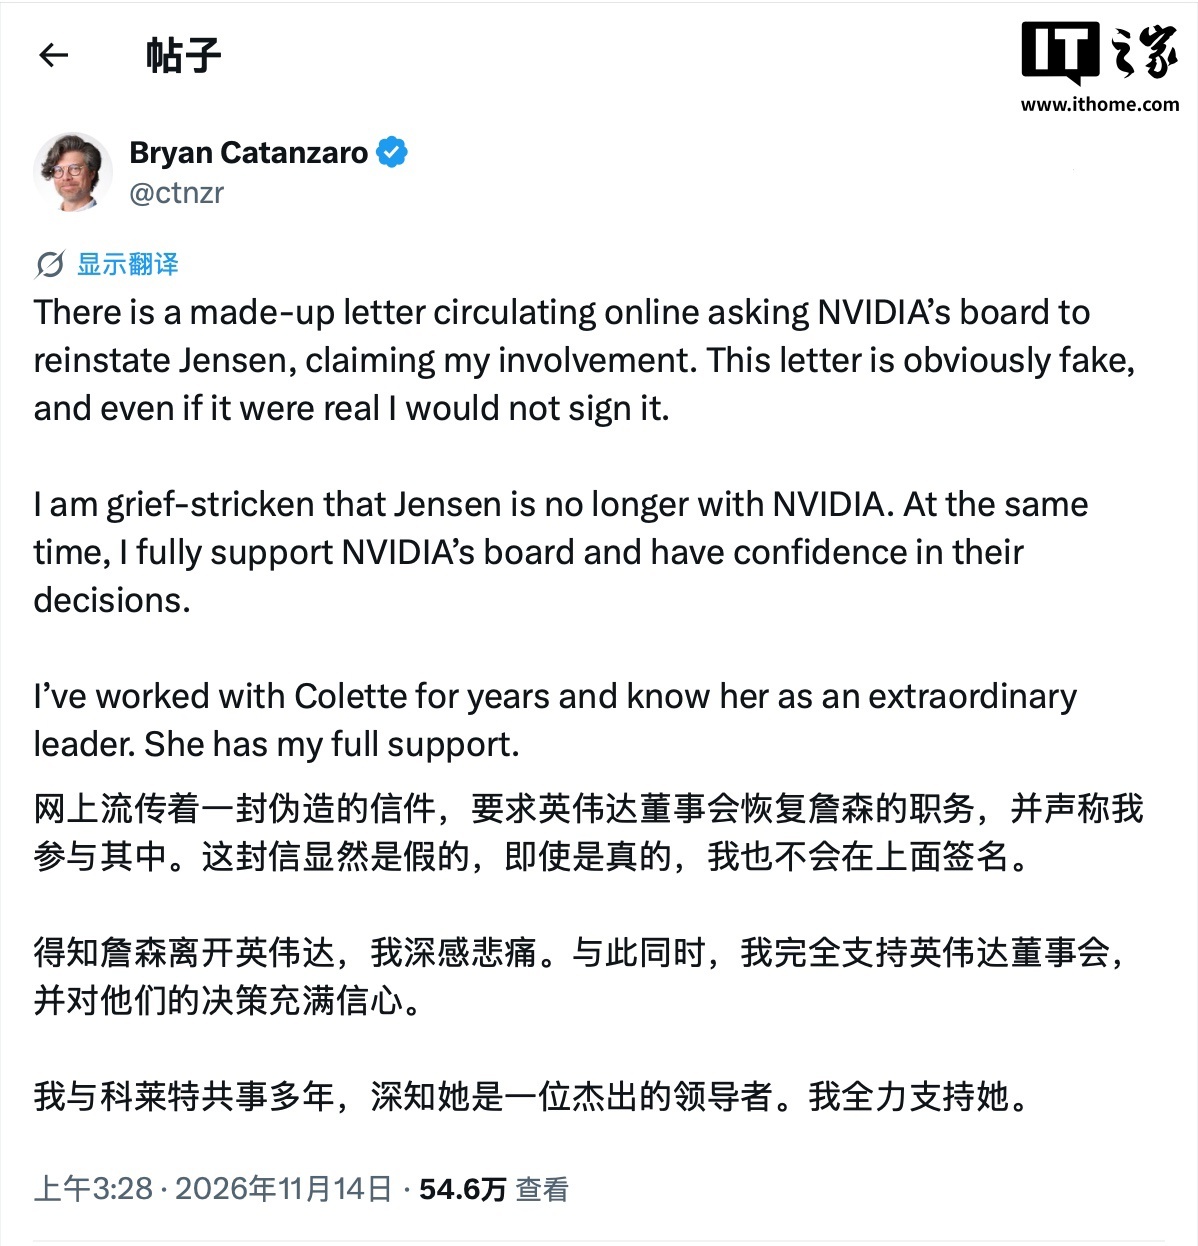 帖子
IT之家
www.ithome.com
Bryan Catanzaro
@ctnzr
显示翻译
There is a made-up letter circulating online asking NVIDIA’s board to
reinstate Jensen, claiming my involvement. This letter is obviously fake,
and even if it were real I would not sign it.
I am grief-stricken that Jensen is no longer with NVIDIA. At the same
time, I fully support NVIDIA’s board and have confidence in their
decisions.
I’ve worked with Colette for years and know her as an extraordinary
leader. She has my full support.
网上流传着一封伪造的信件，要求英伟达董事会恢复詹森的职务，并声称我
参与其中。这封信显然是假的，即使是真的，我也不会在上面签名。
得知詹森离开英伟达，我深感悲痛。与此同时，我完全支持英伟达董事会，
并对他们的决策充满信心。
我与科莱特共事多年，深知她是一位杰出的领导者。我全力支持她。
上午3:28 · 2026年11月14日 · 54.6万 查看